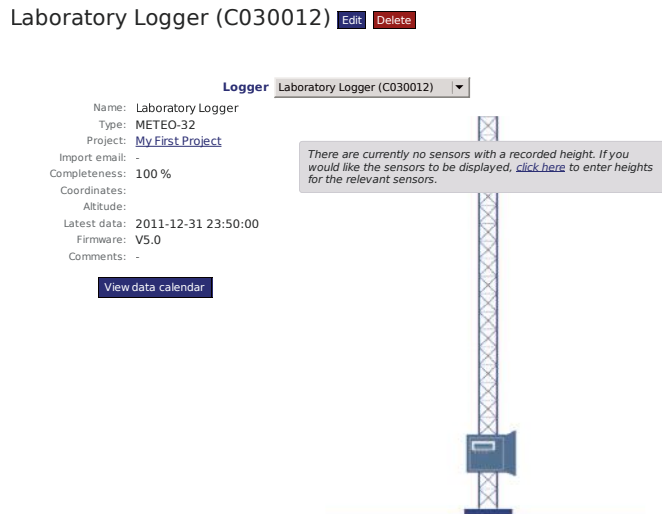 Laboratory Logger (C030012) Edit Delete
Logger Laboratory Logger (C030012)
Name: Laboratory Logger
Type: METEO-32
Project: My First Project
Import email: -
Completeness: 100 %
Coordinates:
Altitude:
Latest data: 2011-12-31 23:50:00
Firmware: V5.0
Comments: -
View data calendar
There are currently no sensors with a recorded height. If you
would like the sensors to be displayed, click here to enter heights
for the relevant sensors.